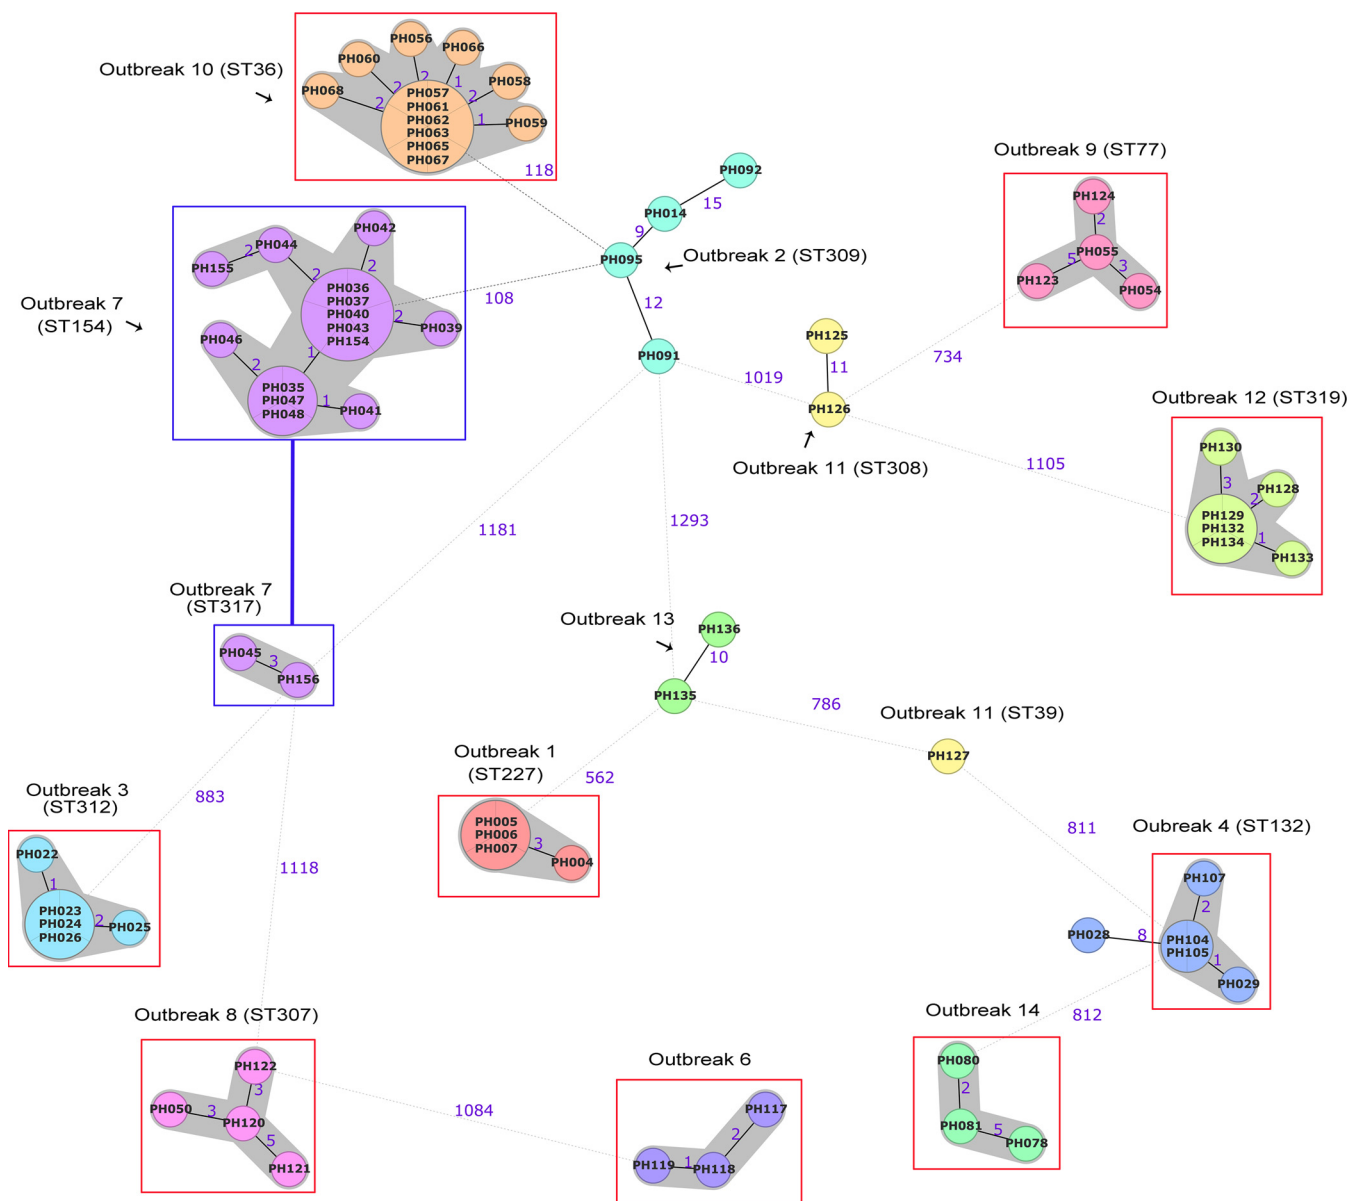 Outbreak 10 (ST36)
PH056
PH060
PH066
PH068
PH058
PH059
2
2
2
1
2
1
PH057
PH061
PH062
PH063
PH065
PH067
118
PH092
15
PH014
9
PH095
Outbreak 2 (ST309)
12
PH091
108
Outbreak 7
(ST154)
PH042
PH044
PH155
2
2
2
PH036
PH037
PH040
PH043
PH154
2
PH039
PH046
2
1
PH035
PH047
PH048
1
PH041
Outbreak 9 (ST77)
PH124
2
PH055
5
3
PH123
PH054
734
PH125
11
PH126
1019
Outbreak 11 (ST308)
1105
Outbreak 12 (ST319)
PH130
3
PH128
2
PH129
PH132
PH134
1
PH133
1181
1293
Outbreak 7
(ST317)
PH045
3
PH156
Outbreak 13
PH136
10
PH135
786
Outbreak 11 (ST39)
PH127
562
Outbreak 1
(ST227)
PH005
PH006
PH007
3
PH004
883
Outbreak 3
(ST312)
PH022
1
PH023
PH024
PH026
2
PH025
1118
811
Oubreak 4 (ST132)
PH107
2
PH028
8
PH104
PH105
1
PH029
812
Outbreak 14
PH080
2
PH081
5
PH078
Outbreak 8 (ST307)
PH122
3
PH050
3
PH120
5
PH121
1084
Outbreak 6
PH117
2
PH119
1
PH118